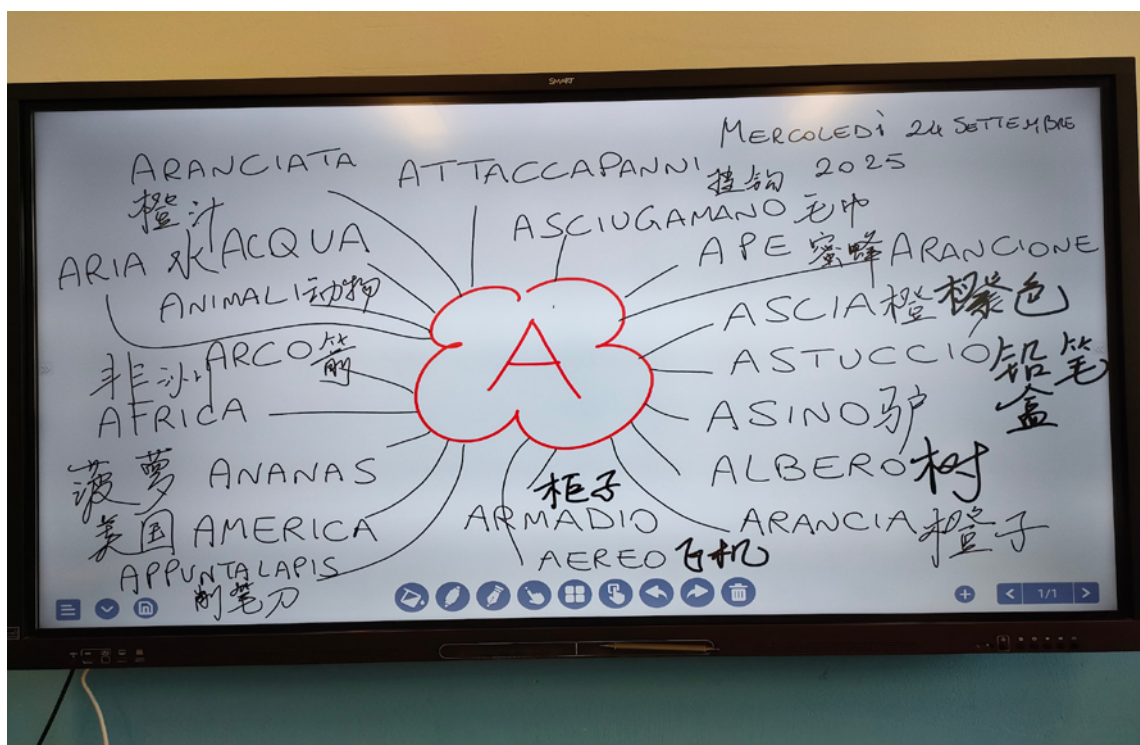 SMART
MERCOLEDÌ 24 SETTEMBRE
2025
ARANCIATA
橙汁
ATTACCAPANNI 挂钩
ASCIUGAMANO 毛巾
ARIA 水 ACQUA
APE 蜜蜂 ARANCIONE
ANIMALI 动物
ASCIA 橙 色
ARCO 箭
ASTUCCIO 铅笔
盒
非洲
AFRICA
ASINO 驴
菠萝 ANANAS
ALBERO 树
柜子
美国 AMERICA
ARMADIO
ARANCIA 橙子
APPUNTALAPIS
削笔刀
AEREO 飞机
1/1